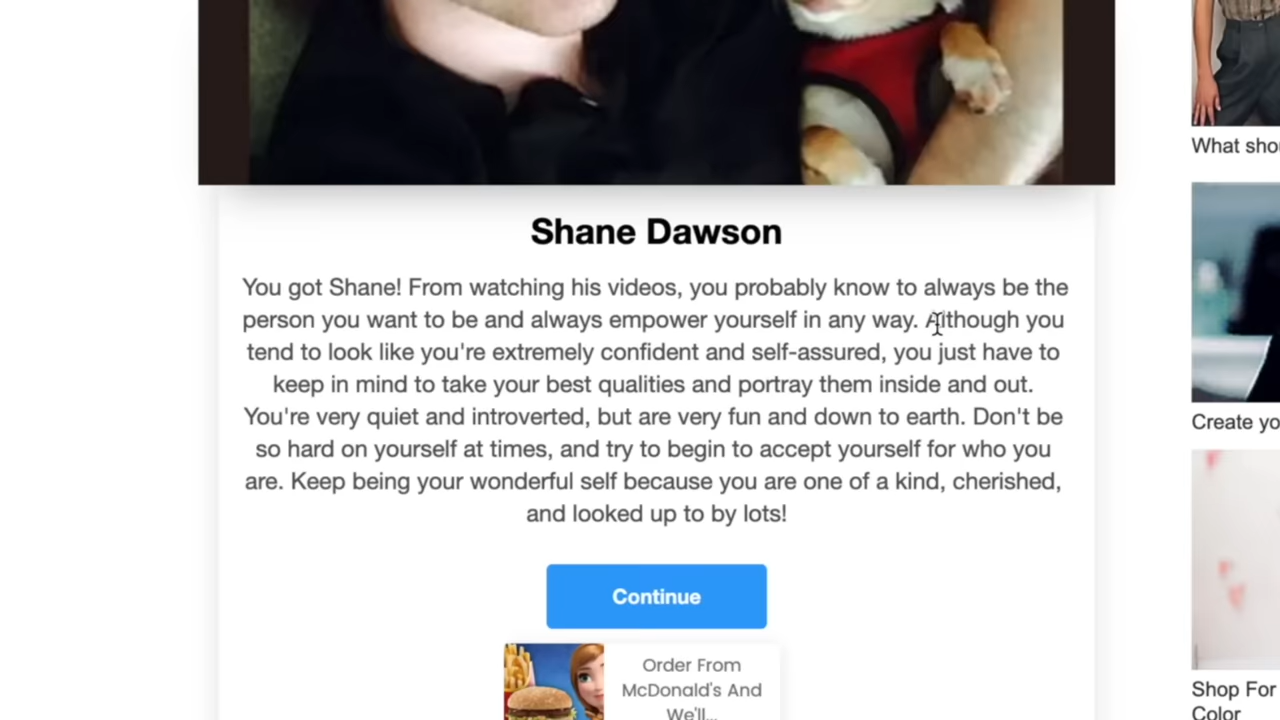 Shane Dawson
You got Shane! From watching his videos, you probably know to always be the
person you want to be and always empower yourself in any way. Although you
tend to look like you're extremely confident and self-assured, you just have to
keep in mind to take your best qualities and portray them inside and out.
You're very quiet and introverted, but are very fun and down to earth. Don't be
so hard on yourself at times, and try to begin to accept yourself for who you
are. Keep being your wonderful self because you are one of a kind, cherished,
and looked up to by lots!
Continue
Order From
McDonald's And
We'll...
What sho
Create yo
Shop For
Color